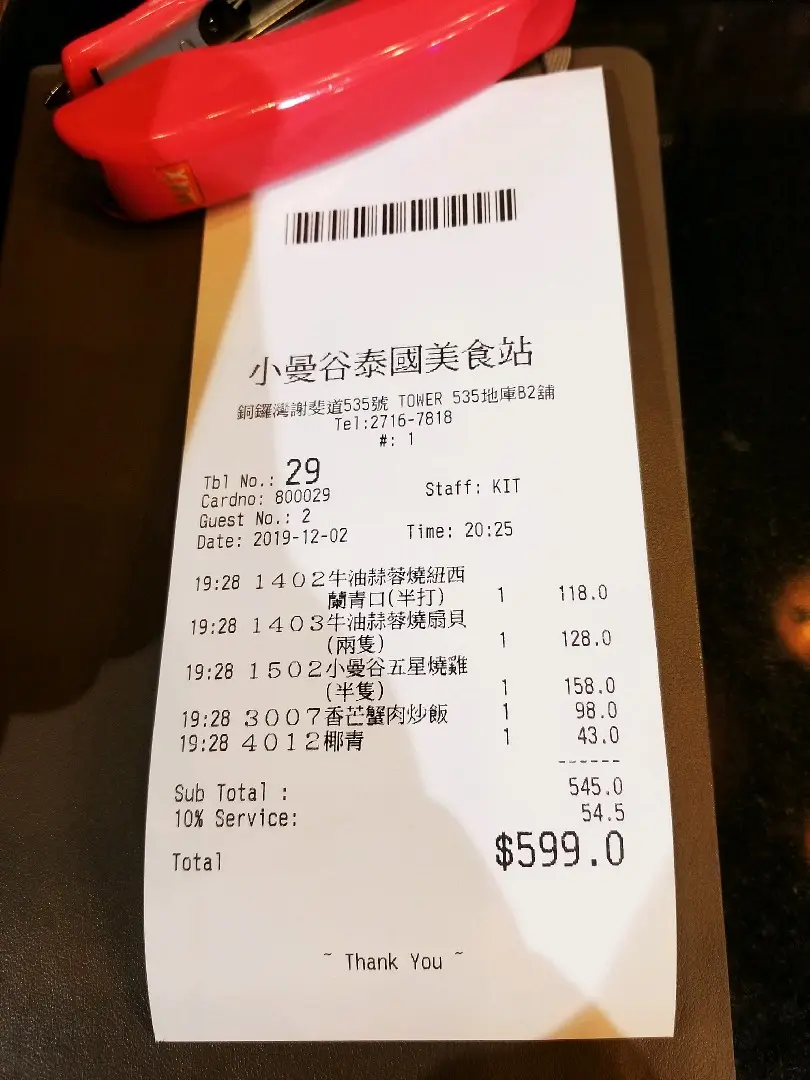 小曼谷泰國美食站
銅鑼灣謝斐道535號 TOWER 535地庫B2舖
Tel:2716-7818
#: 1
Tbl No.: 29
Cardno: 800029 Staff: KIT
Guest No.: 2
Date: 2019-12-02 Time: 20:25
19:28 1402牛油蒜蓉燒紐西
蘭青口(半打) 1 118.0
19:28 1403牛油蒜蓉燒扇貝
(兩隻) 1 128.0
19:28 1502小曼谷五星燒雞
(半隻) 1 158.0
19:28 3007香芒蟹肉炒飯 1 98.0
19:28 4012椰青 1 43.0
------
Sub Total : 545.0
10% Service: 54.5
Total $599.0
~ Thank You ~